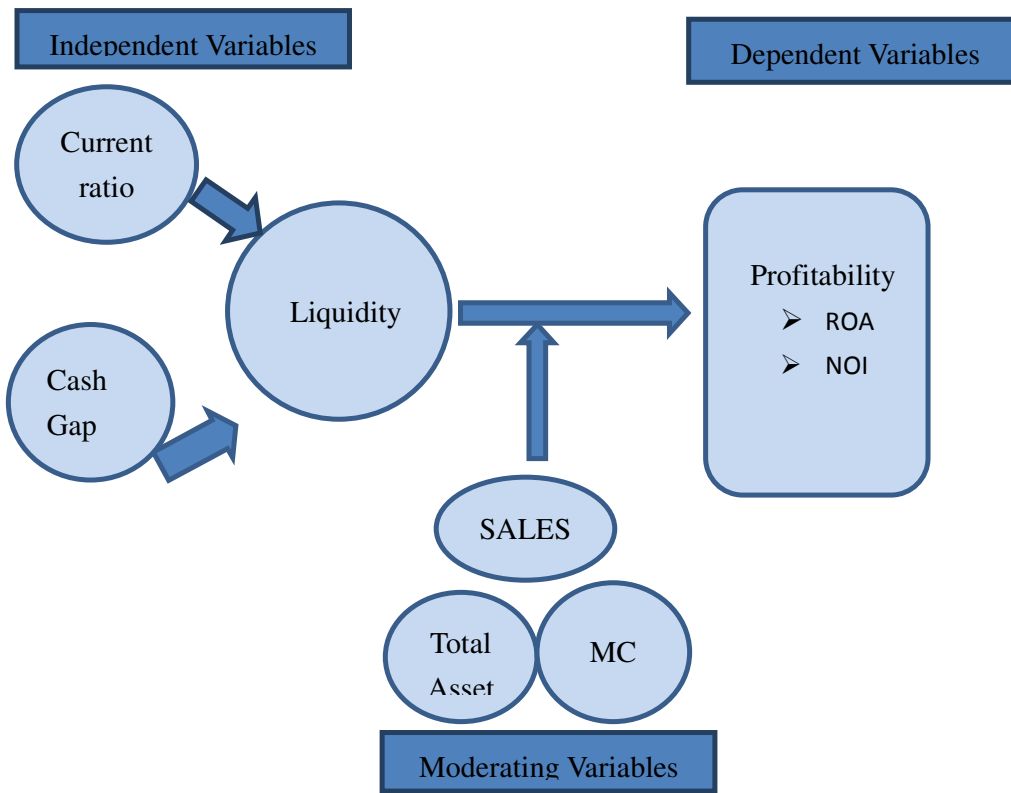 Independent Variables
Dependent Variables
Current
ratio
Liquidity
Profitability
➢ ROA
➢ NOI
Cash
Gap
SALES
Total
Asset
MC
Moderating Variables